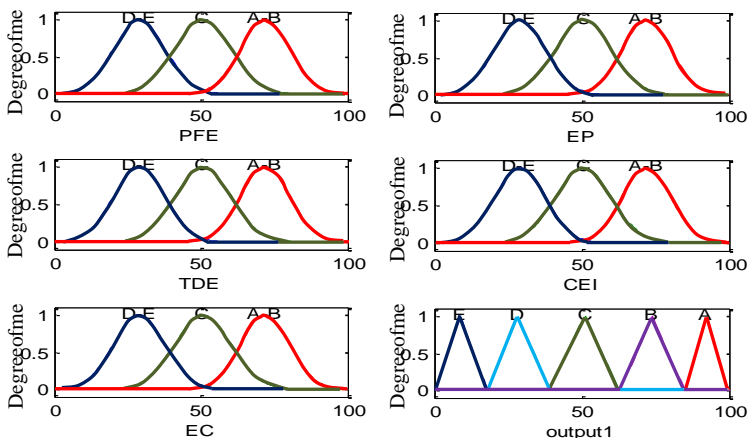 D-E C A-B
Degreeofme
1
0.5
0
0 50 100
PFE
D-E C A-B
Degreeofme
1
0.5
0
0 50 100
EP
D-E C A-B
Degreeofme
1
0.5
0
0 50 100
TDE
D-E C A-B
Degreeofme
1
0.5
0
0 50 100
CEI
D-E C A-B
Degreeofme
1
0.5
0
0 50 100
EC
E D C B A
Degreeofme
1
0.5
0
0 50 100
output1